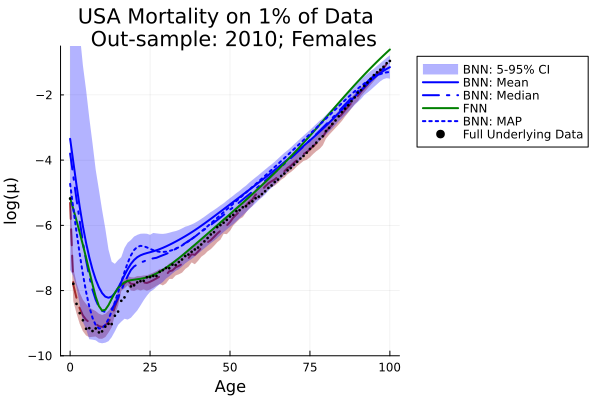 USA Mortality on 1% of Data
Out-sample: 2010; Females
BNN: 5-95% CI
BNN: Mean
BNN: Median
FNN
BNN: MAP
Full Underlying Data
log(μ)
−2
−4
−6
−8
−10
0
25
50
75
100
Age